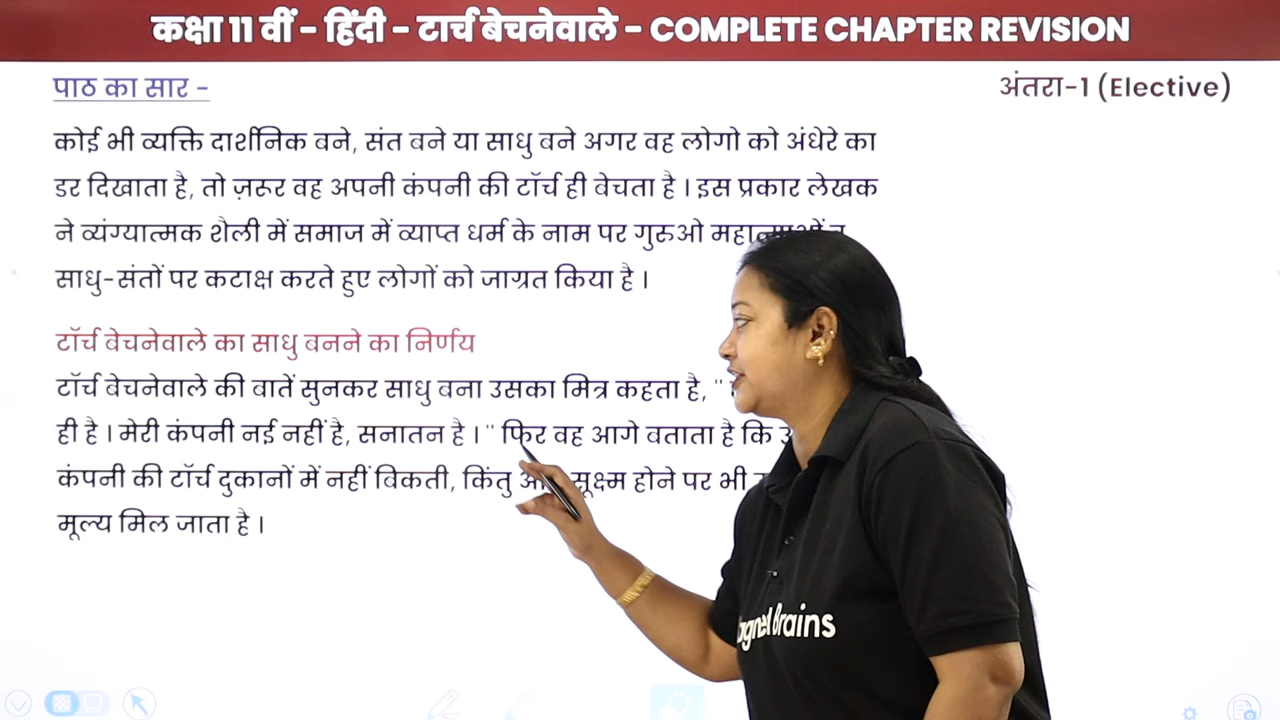 कक्षा 11 वीं - हिंदी - टार्च बेचनेवाले - COMPLETE CHAPTER REVISION
पाठ का सार -
अंतरा-1 (Elective)
कोई भी व्यक्ति दार्शनिक बने, संत बने या साधु बने अगर वह लोगो को अंधेरे का
डर दिखाता है, तो ज़रूर वह अपनी कंपनी की टॉर्च ही बेचता है । इस प्रकार लेखक
ने व्यंग्यात्मक शैली में समाज में व्याप्त धर्म के नाम पर गुरुओ
साधु-संतों पर कटाक्ष करते हुए लोगों को जाग्रत किया है ।
टॉर्च बेचनेवाले का साधु बनने का निर्णय
टॉर्च बेचनेवाले की बातें सुनकर साधु बना उसका मित्र कहता है, "
ही है । मेरी कंपनी नई नहीं है, सनातन है । " फिर वह आगे बताता है कि
कंपनी की टॉर्च दुकानों में नहीं बिकती, किंतु सूक्ष्म होने पर भी
मूल्य मिल जाता है ।
Brains